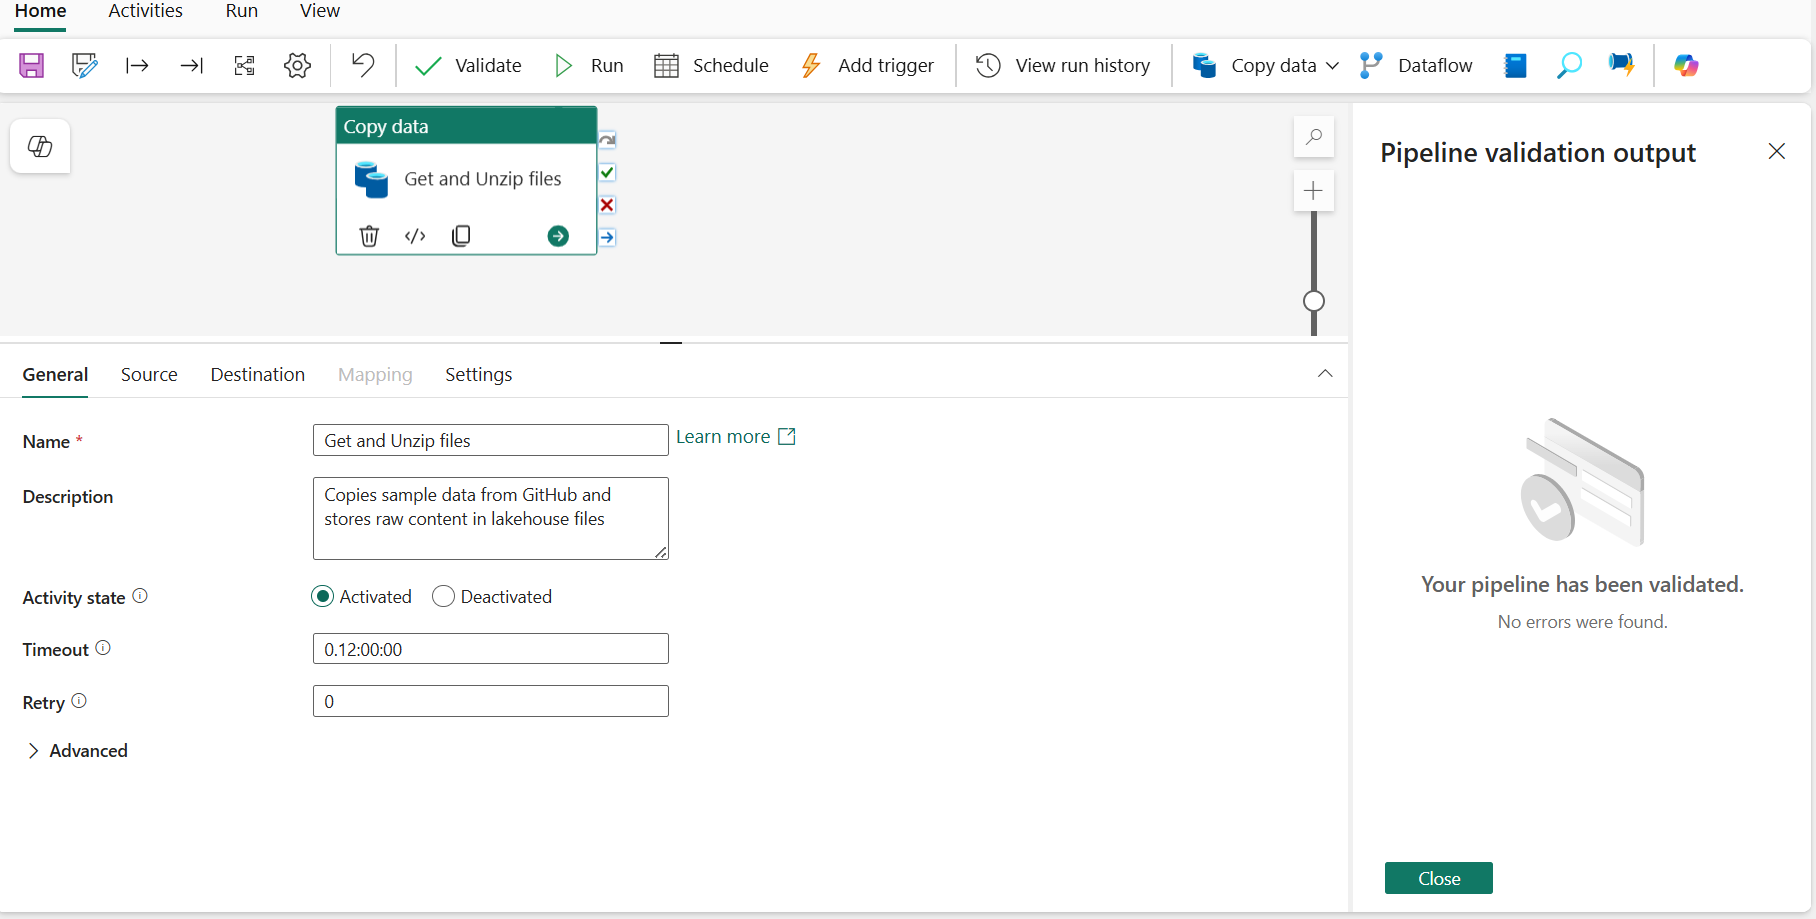 Home Activities Run View
Validate Run Schedule Add trigger View run history Copy data Dataflow
Copy data
Get and Unzip files
Pipeline validation output
General Source Destination Mapping Settings
Name * Get and Unzip files Learn more
Description Copies sample data from GitHub and
stores raw content in lakehouse files
Activity state Activated Deactivated
Timeout 0.12:00:00
Retry 0
Advanced
Your pipeline has been validated.
No errors were found.
Close